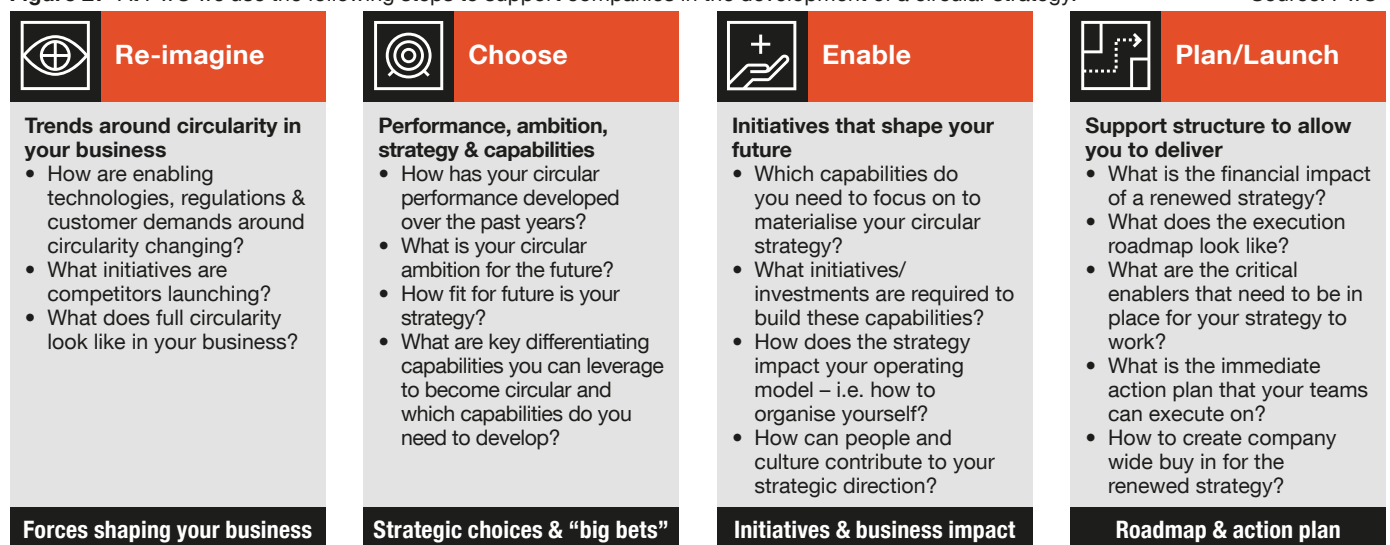 Re-imagine
Trends around circularity in
your business
• How are enabling
technologies, regulations &
customer demands around
circularity changing?
• What initiatives are
competitors launching?
• What does full circularity
look like in your business?
Forces shaping your business
Choose
Performance, ambition,
strategy & capabilities
• How has your circular
performance developed
over the past years?
• What is your circular
ambition for the future?
• How fit for future is your
strategy?
• What are key differentiating
capabilities you can leverage
to become circular and
which capabilities do you
need to develop?
Strategic choices & “big bets”
Enable
Initiatives that shape your
future
• Which capabilities do
you need to focus on to
materialise your circular
strategy?
• What initiatives/
investments are required to
build these capabilities?
• How does the strategy
impact your operating
model – i.e. how to
organise yourself?
• How can people and
culture contribute to your
strategic direction?
Initiatives & business impact
Plan/Launch
Support structure to allow
you to deliver
• What is the financial impact
of a renewed strategy?
• What does the execution
roadmap look like?
• What are the critical
enablers that need to be in
place for your strategy to
work?
• What is the immediate
action plan that your teams
can execute on?
• How to create company
wide buy in for the
renewed strategy?
Roadmap & action plan